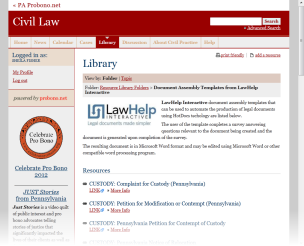 « PA Probono.net
Civil Law
Search
» Advanced Search
Home News Calendar Cases Library Discussion About Civil Practice Help
Logged in as:
My Profile
Log out
powered by probono.net
Celebrate
Pro Bono
Celebrate Pro Bono
2012
JUST Stories
from Pennsylvania
Just Stories is a video quilt
of public interest and pro
bono advocates telling
stories of justice that
print friendly add a resource
Library
View by: Folder | Topic
Folder: Resource Library Folders > Document Assembly Templates from LawHelp
Interactive
LawHelp
INTERACTIVE
Legal documents made simpler
LawHelp Interactive document assembly templates that
can be used to automate the production of legal documents
using HotDocs techology are listed below.
The user of the template completes a survey answering
questions relevant to the document being created and the
document is generated upon completion of the survey.
The resulting document is in Microsoft Word format and may be edited using Microsoft Word or other
compatible word processing program.
Resources
CUSTODY: Complaint for Custody (Pennsylvania)
LINK More Info
CUSTODY: Petition for Modification or Contempt (Pennsylvania)
LINK More Info
CUSTODY: Pennsylvania Petition for Contempt of Custody
LINK More Info